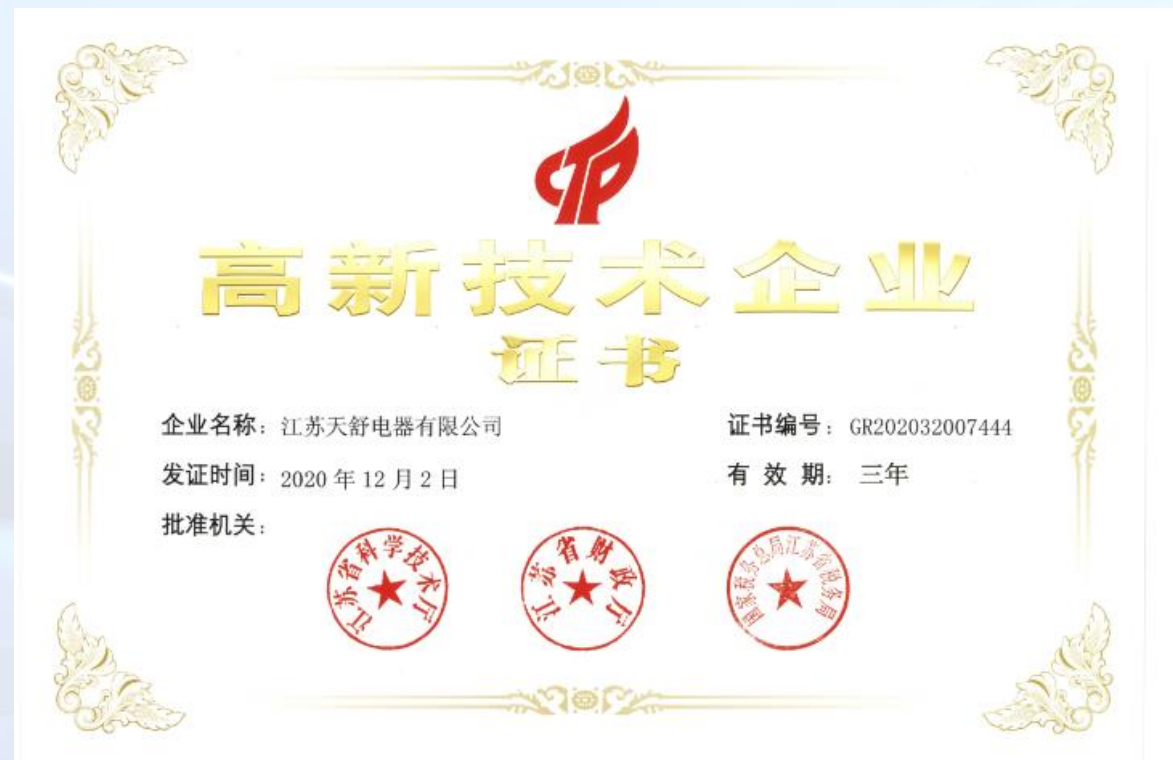 高新技术企业
证书
企业名称：江苏天舒电器有限公司
证书编号：GR202032007444
发证时间：2020年12月2日
有效期：三年
批准机关：
江苏省科学技术厅
江苏省财政厅
国家税务总局江苏省税务局